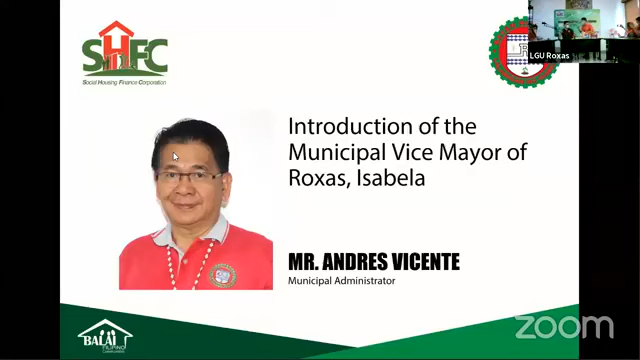 SHFC
Social Housing Finance Corporation
LGU Roxas
Introduction of the
Municipal Vice Mayor of
Roxas, Isabela
MR. ANDRES VICENTE
Municipal Administrator
BALAI
FILIPINO
zoom